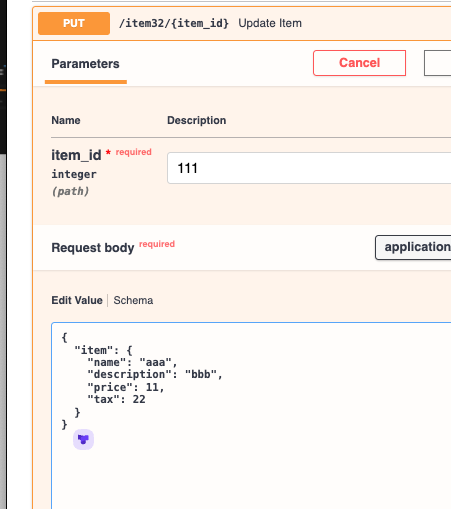 PUT /item32/{item_id} Update Item
Parameters
Cancel
Name Description
item_id * required
integer
(path)
111
Request body required
application
Edit Value | Schema
{
  "item": {
    "name": "aaa",
    "description": "bbb",
    "price": 11,
    "tax": 22
  }
}